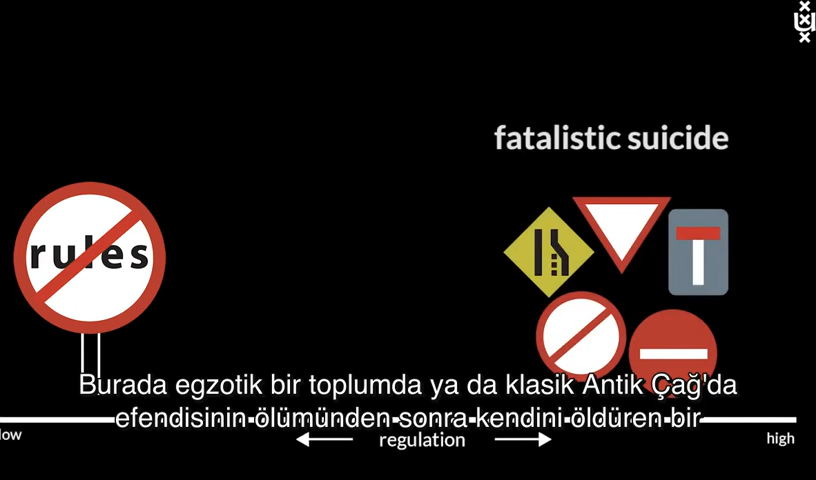 fatalistic suicide
rules
Burada egzotik bir toplumda ya da klasik Antik Çağ'da
efendisinin ölümünden sonra kendini öldüren bir
low
regulation
high